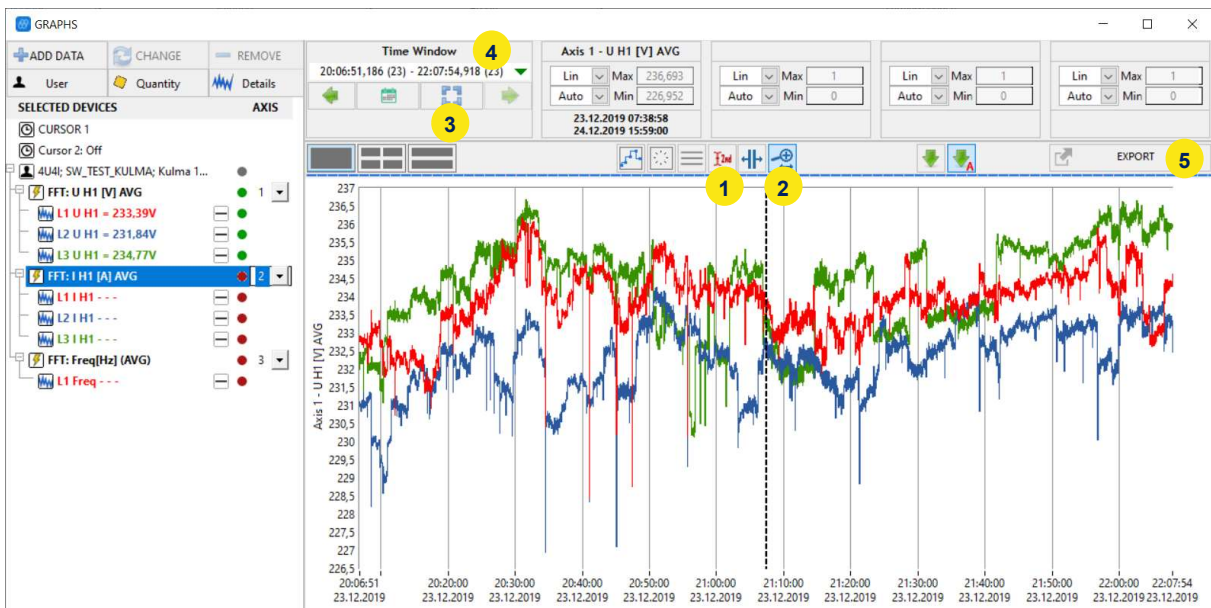 GRAPHS
ADD DATA CHANGE REMOVE
User Quantity Details
SELECTED DEVICES AXIS
CURSOR 1
Cursor 2: Off
4U4I; SW_TEST_KULMA; Kulma 1...
FFT: U H1 [V] AVG 1
L1 U H1 = 233,39V
L2 U H1 = 231,84V
L3 U H1 = 234,77V
FFT: I H1 [A] AVG 2
L1 I H1 - - -
L2 I H1 - - -
L3 I H1 - - -
FFT: Freq[Hz] (AVG) 3
L1 Freq - - -
Time Window 4
20:06:51,186 (23) - 22:07:54,918 (23)
3
Axis 1 - U H1 [V] AVG
Lin Max 236,693
Auto Min 226,952
23.12.2019 07:38:58
24.12.2019 15:59:00
Lin Max 1
Auto Min 0
Lin Max 1
Auto Min 0
Lin Max 1
Auto Min 0
2nd
A
EXPORT 5
1 2
Axis 1 - U H1 [V] AVG
237
236,5
236
235,5
235
234,5
234
233,5
233
232,5
232
231,5
231
230,5
230
229,5
229
228,5
228
227,5
227
226,5
20:06:51 20:20:00 20:30:00 20:40:00 20:50:00 21:00:00 21:10:00 21:20:00 21:30:00 21:40:00 21:50:00 22:00:00 22:07:54
23.12.2019 23.12.2019 23.12.2019 23.12.2019 23.12.2019 23.12.2019 23.12.2019 23.12.2019 23.12.2019 23.12.2019 23.12.2019 23.12.2019 23.12.2019